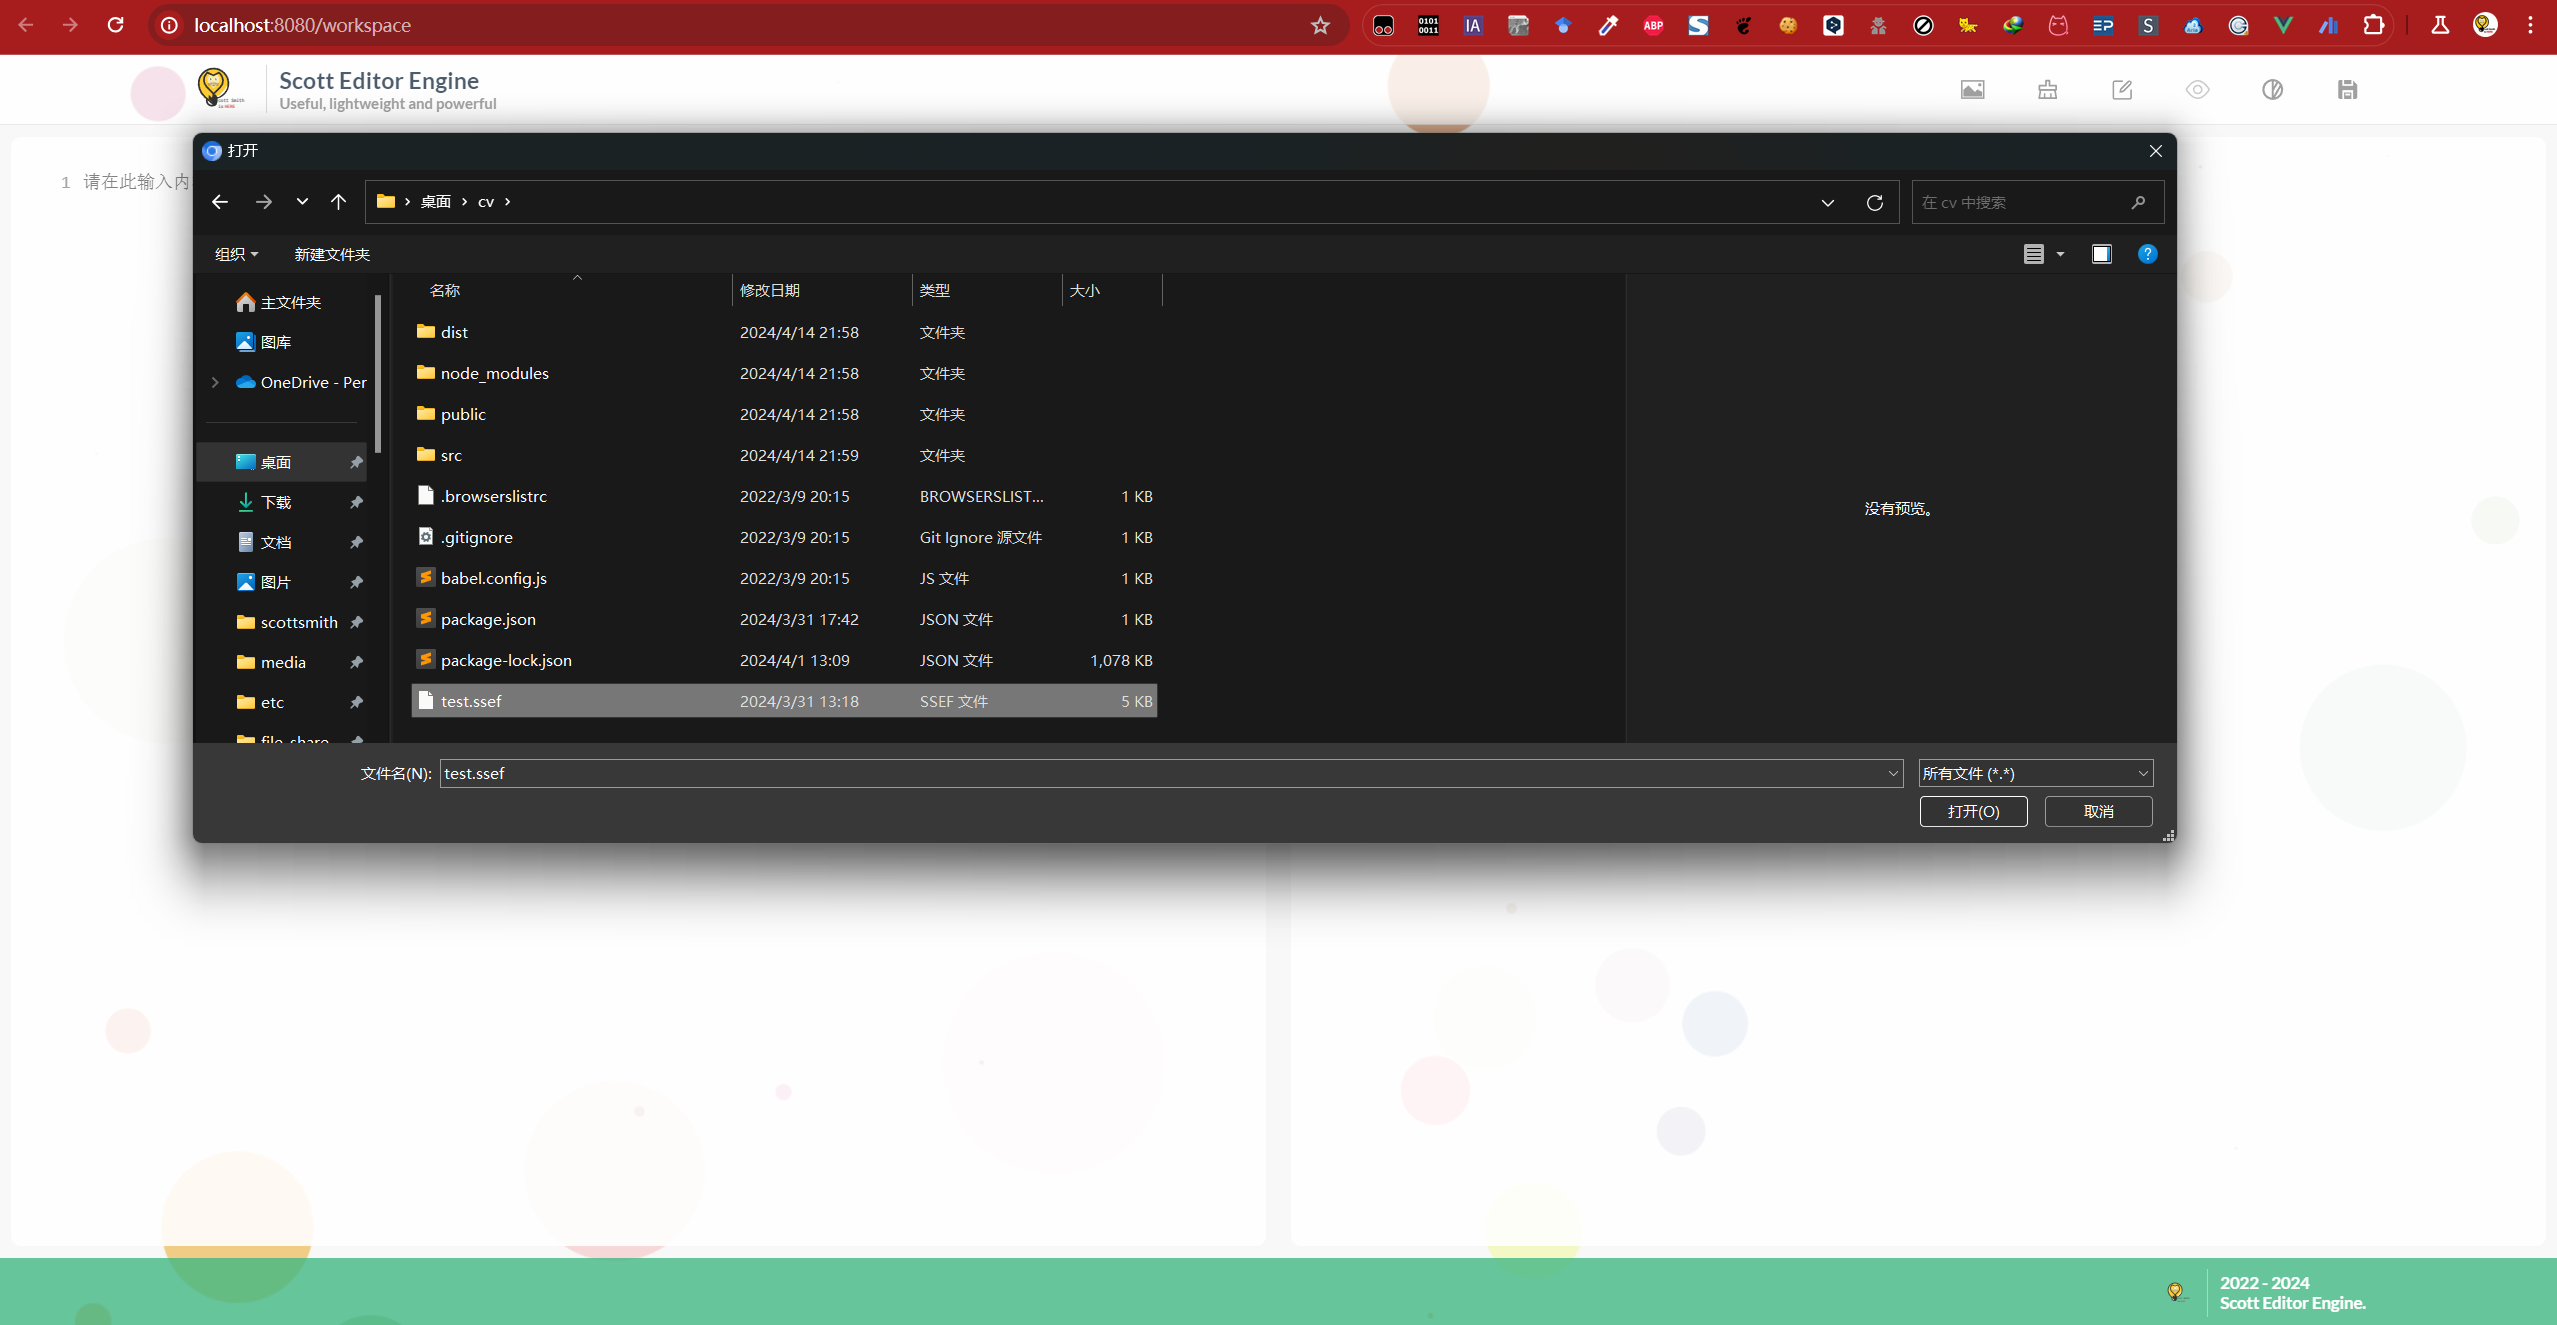 localhost:8080/workspace
0101
0011
IA
ABP
EP
S
Scott Editor Engine
Useful, lightweight and powerful
打开
桌面
cv
在 cv 中搜索
组织
新建文件夹
主文件夹
图库
OneDrive - Per
桌面
下载
文档
图片
scottsmith
media
etc
file_share
名称 修改日期 类型 大小
dist 2024/4/14 21:58 文件夹
node_modules 2024/4/14 21:58 文件夹
public 2024/4/14 21:58 文件夹
src 2024/4/14 21:59 文件夹
.browserslistrc 2022/3/9 20:15 BROWSERSLIST... 1 KB
.gitignore 2022/3/9 20:15 Git Ignore 源文件 1 KB
babel.config.js 2022/3/9 20:15 JS 文件 1 KB
package.json 2024/3/31 17:42 JSON 文件 1 KB
package-lock.json 2024/4/1 13:09 JSON 文件 1,078 KB
test.ssef 2024/3/31 13:18 SSEF 文件 5 KB
没有预览。
文件名(N): test.ssef
所有文件 (*.*)
打开(O)
取消
1 请在此输入内
2022 - 2024
Scott Editor Engine.